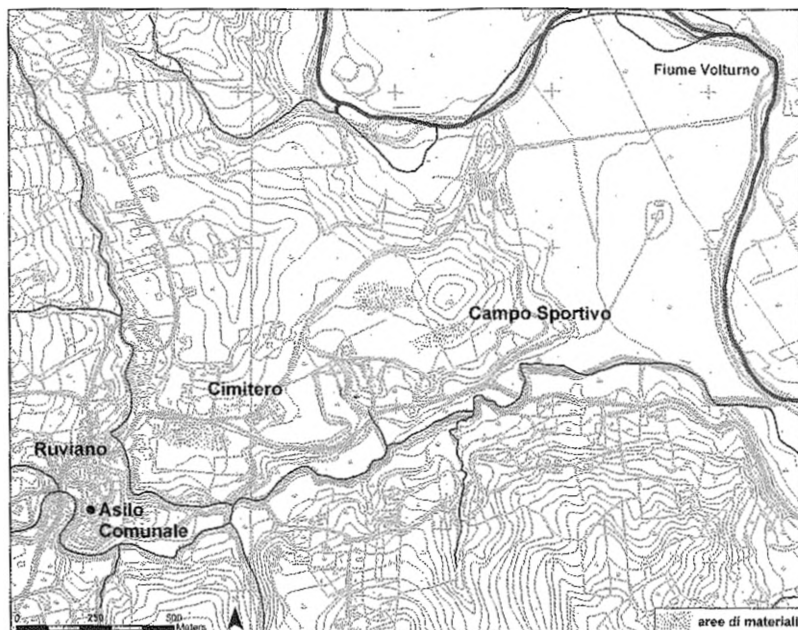 Fiume Volturno
Campo Sportivo
Cimitero
Ruviano
Asilo
Comunale
0 250 500
Meters
aree di materiali